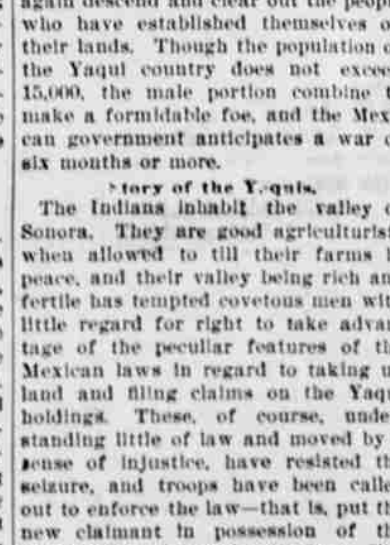 again descend and clear out the peop
who have established themselves o
their lands. Though the population o
the Yaqui country does not excee
15,000, the male portion combine t
make a formidable foe, and the Mex
can government anticipates a war o
six months or more.
story of the Y.quis.
The Indians inhabit the valley o
Sonora. They are good agriculturis
when allowed to till their farms i
peace, and their valley being rich an
fertile has tempted covetous men wit
little regard for right to take advan
tage of the peculiar features of th
Mexican laws in regard to taking u
land and filing claims on the Yaqu
holdings. These, of course, unde
standing little of law and moved by
sense of injustice, have resisted th
seizure, and troops have been calle
out to enforce the law—that is, put th
new claimant in possession of th